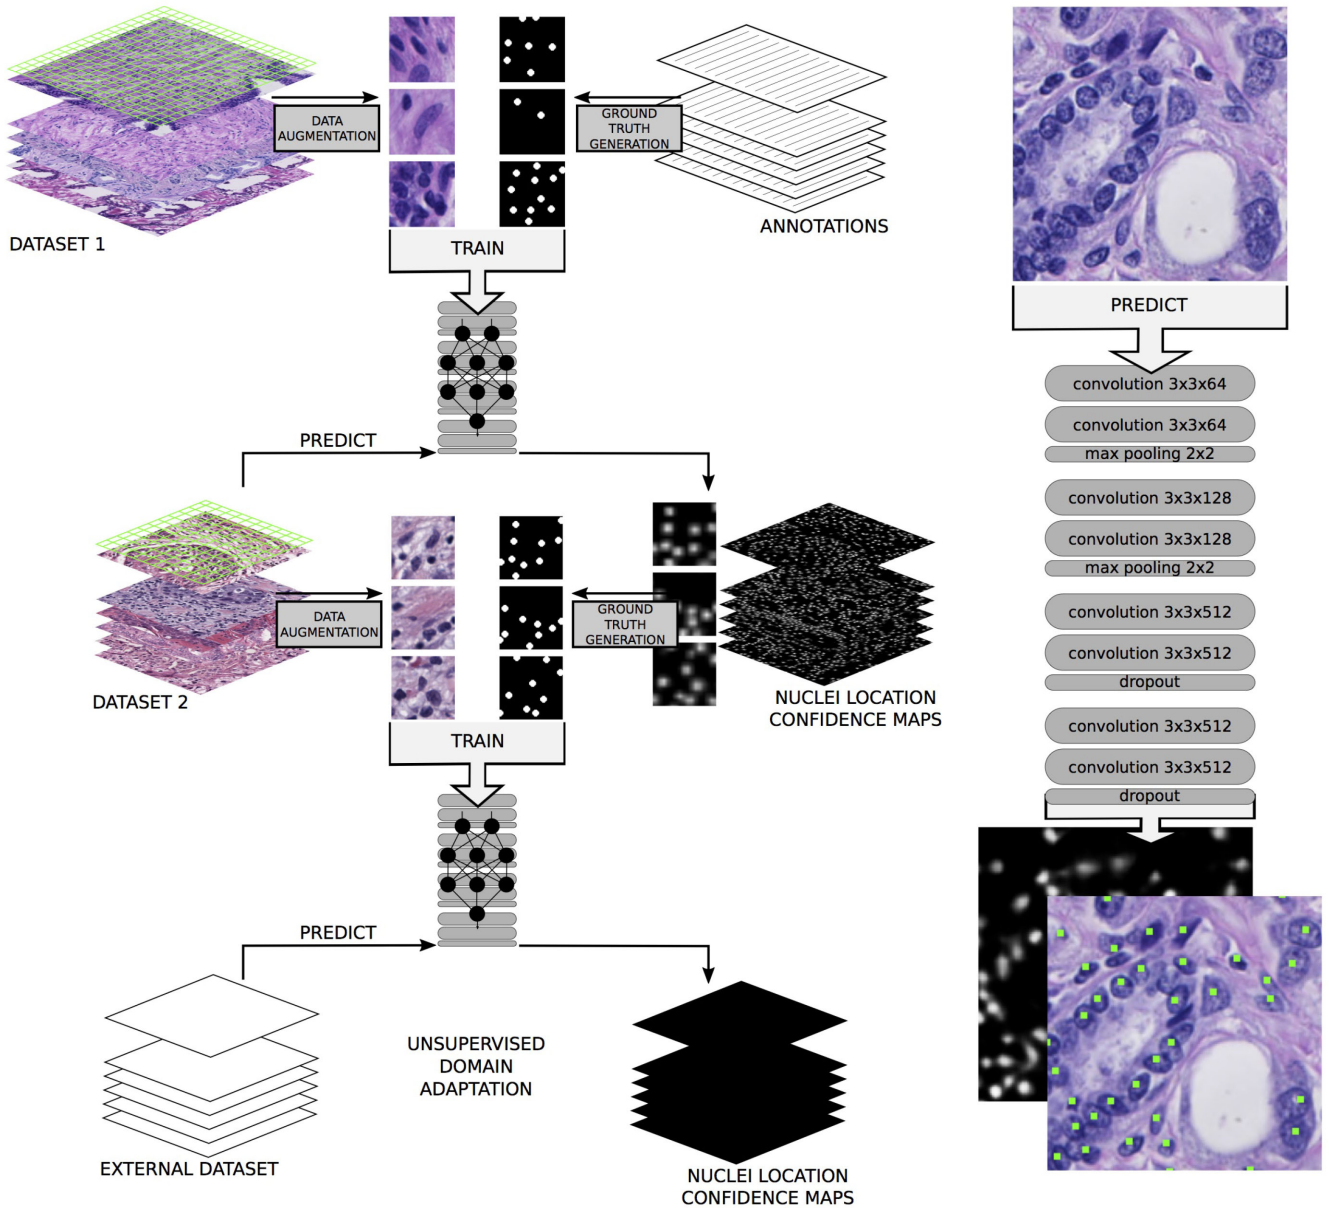 DATA
AUGMENTATION
GROUND
TRUTH
GENERATION
DATASET 1
ANNOTATIONS
TRAIN
PREDICT
DATA
AUGMENTATION
GROUND
TRUTH
GENERATION
DATASET 2
NUCLEI LOCATION
CONFIDENCE MAPS
TRAIN
PREDICT
UNSUPERVISED
DOMAIN
ADAPTATION
EXTERNAL DATASET
NUCLEI LOCATION
CONFIDENCE MAPS
PREDICT
convolution 3x3x64
convolution 3x3x64
max pooling 2x2
convolution 3x3x128
convolution 3x3x128
max pooling 2x2
convolution 3x3x512
convolution 3x3x512
dropout
convolution 3x3x512
convolution 3x3x512
dropout